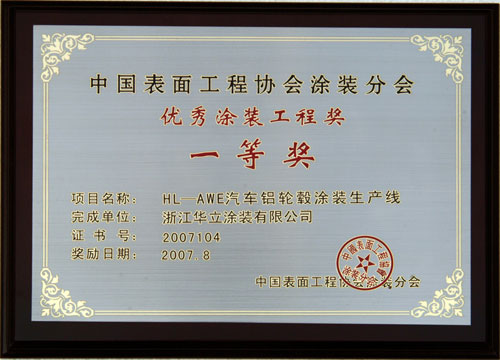 中国表面工程协会涂装分会
优秀涂装工程奖
一等奖
项目名称: HL—AWE汽车铝轮毂涂装生产线
完成单位: 浙江华立涂装有限公司
证书号: 2007104
奖励日期: 2007.8
中国表面工程协会涂装分会